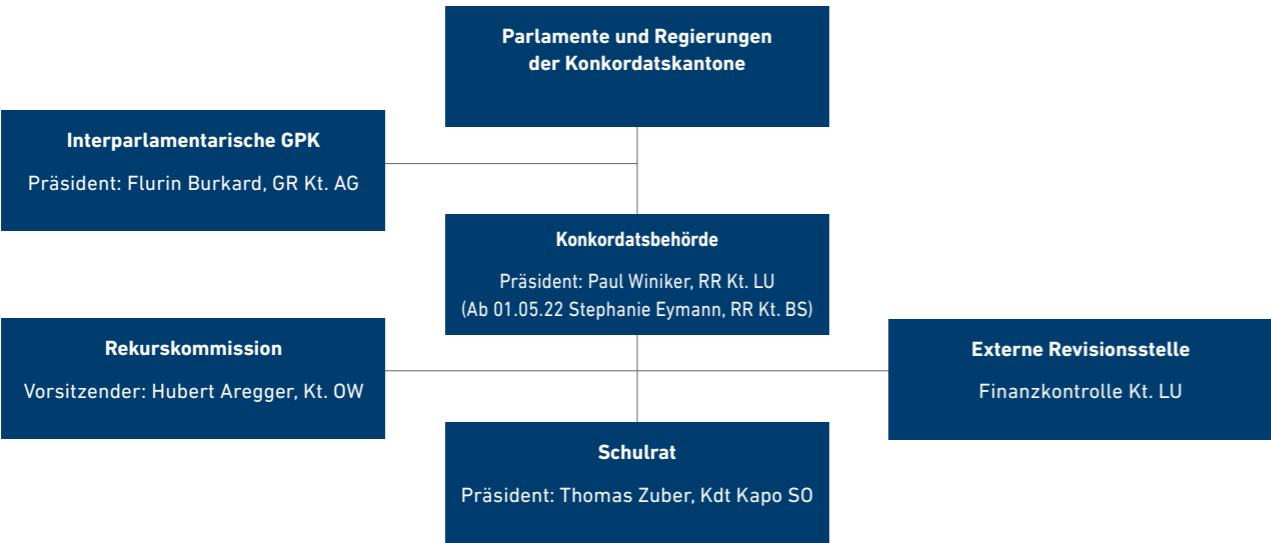 Parlamente und Regierungen
der Konkordatskantone
Interparlamentarische GPK
Präsident: Flurin Burkard, GR Kt. AG
Konkordatsbehörde
Präsident: Paul Winiker, RR Kt. LU
(Ab 01.05.22 Stephanie Eymann, RR Kt. BS)
Rekurskommission
Vorsitzender: Hubert Aregger, Kt. OW
Externe Revisionsstelle
Finanzkontrolle Kt. LU
Schulrat
Präsident: Thomas Zuber, Kdt Kapo SO